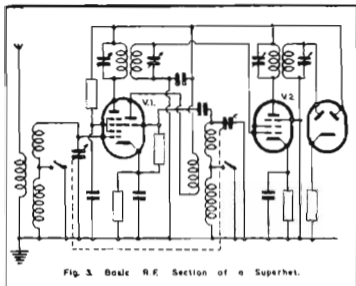 V.1.
V.2
Fig. 3. Basic R.F. Section of a Superhet.